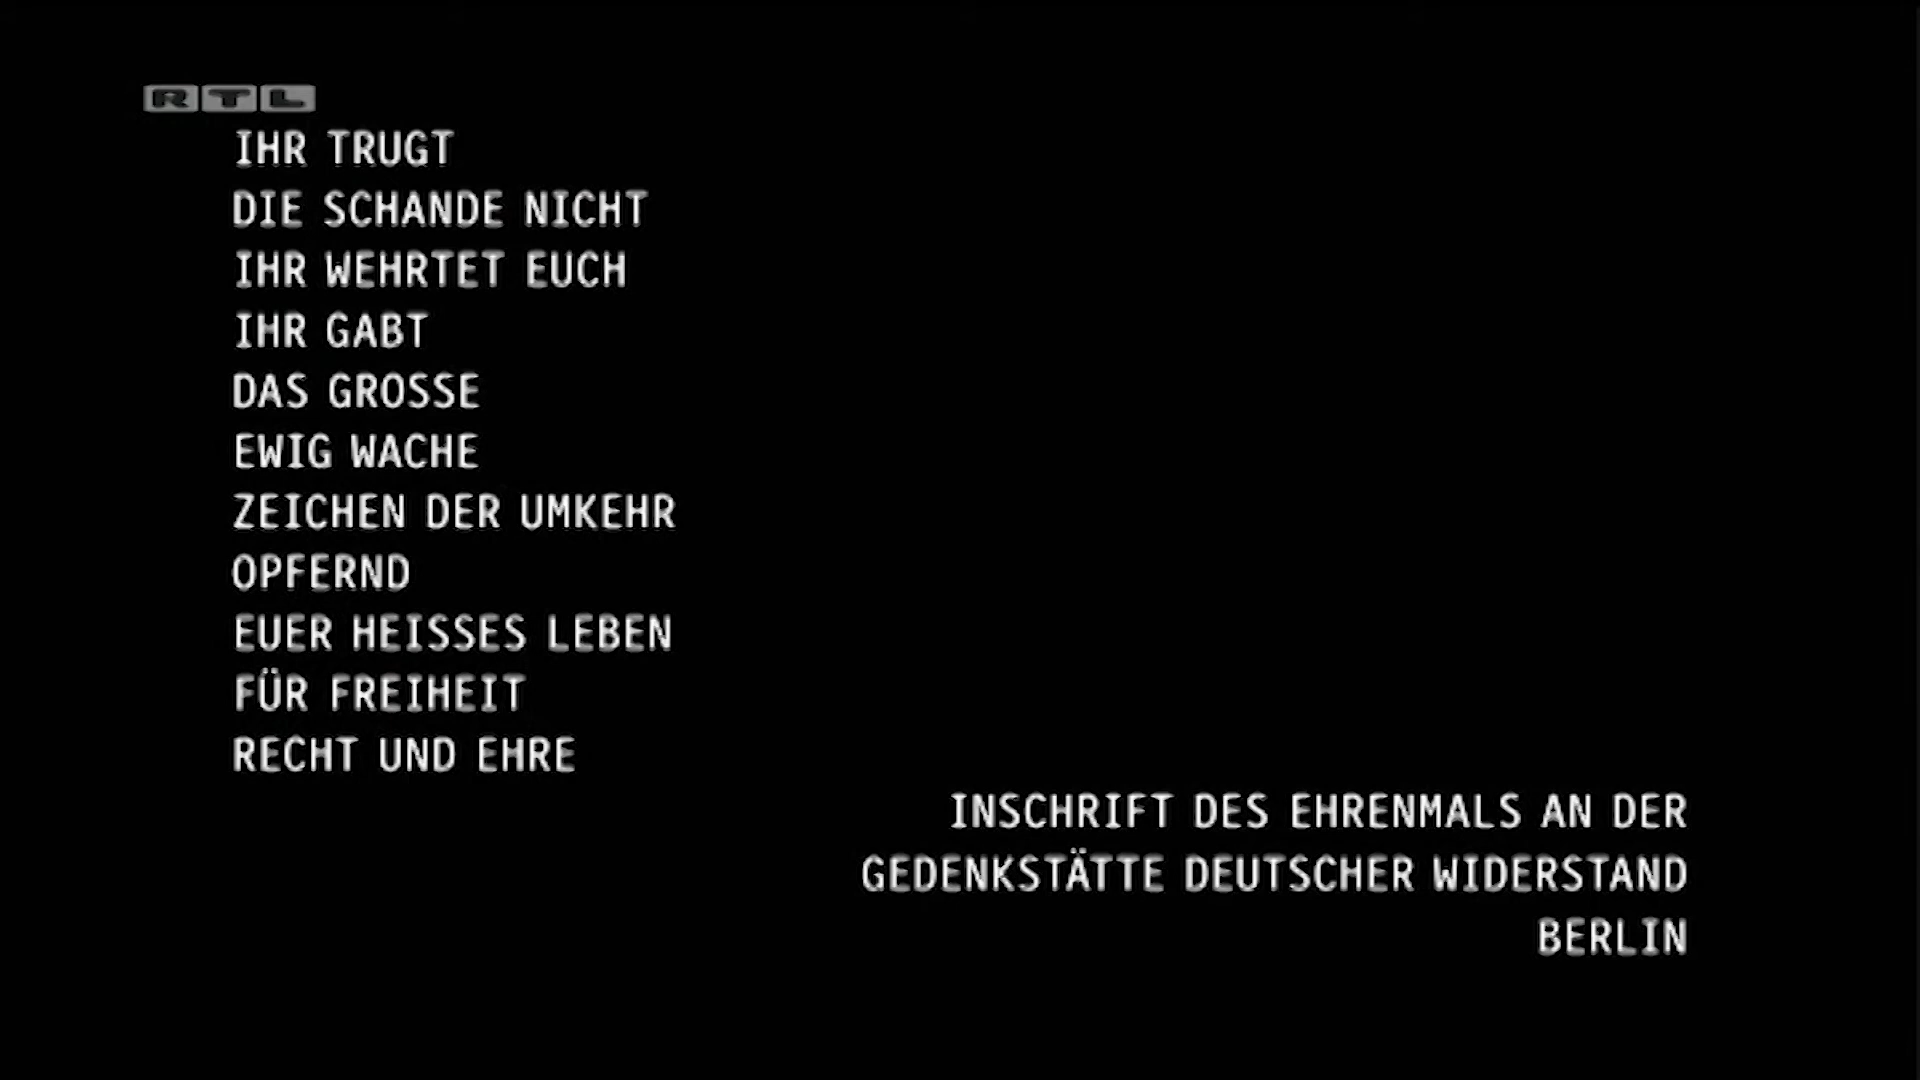 RTL
IHR TRUGT
DIE SCHANDE NICHT
IHR WEHRTET EUCH
IHR GABT
DAS GROSSE
EWIG WACHE
ZEICHEN DER UMKEHR
OPFERND
EUER HEISSES LEBEN
FÜR FREIHEIT
RECHT UND EHRE
INSCHRIFT DES EHRENMALS AN DER
GEDENKSTÄTTE DEUTSCHER WIDERSTAND
BERLIN